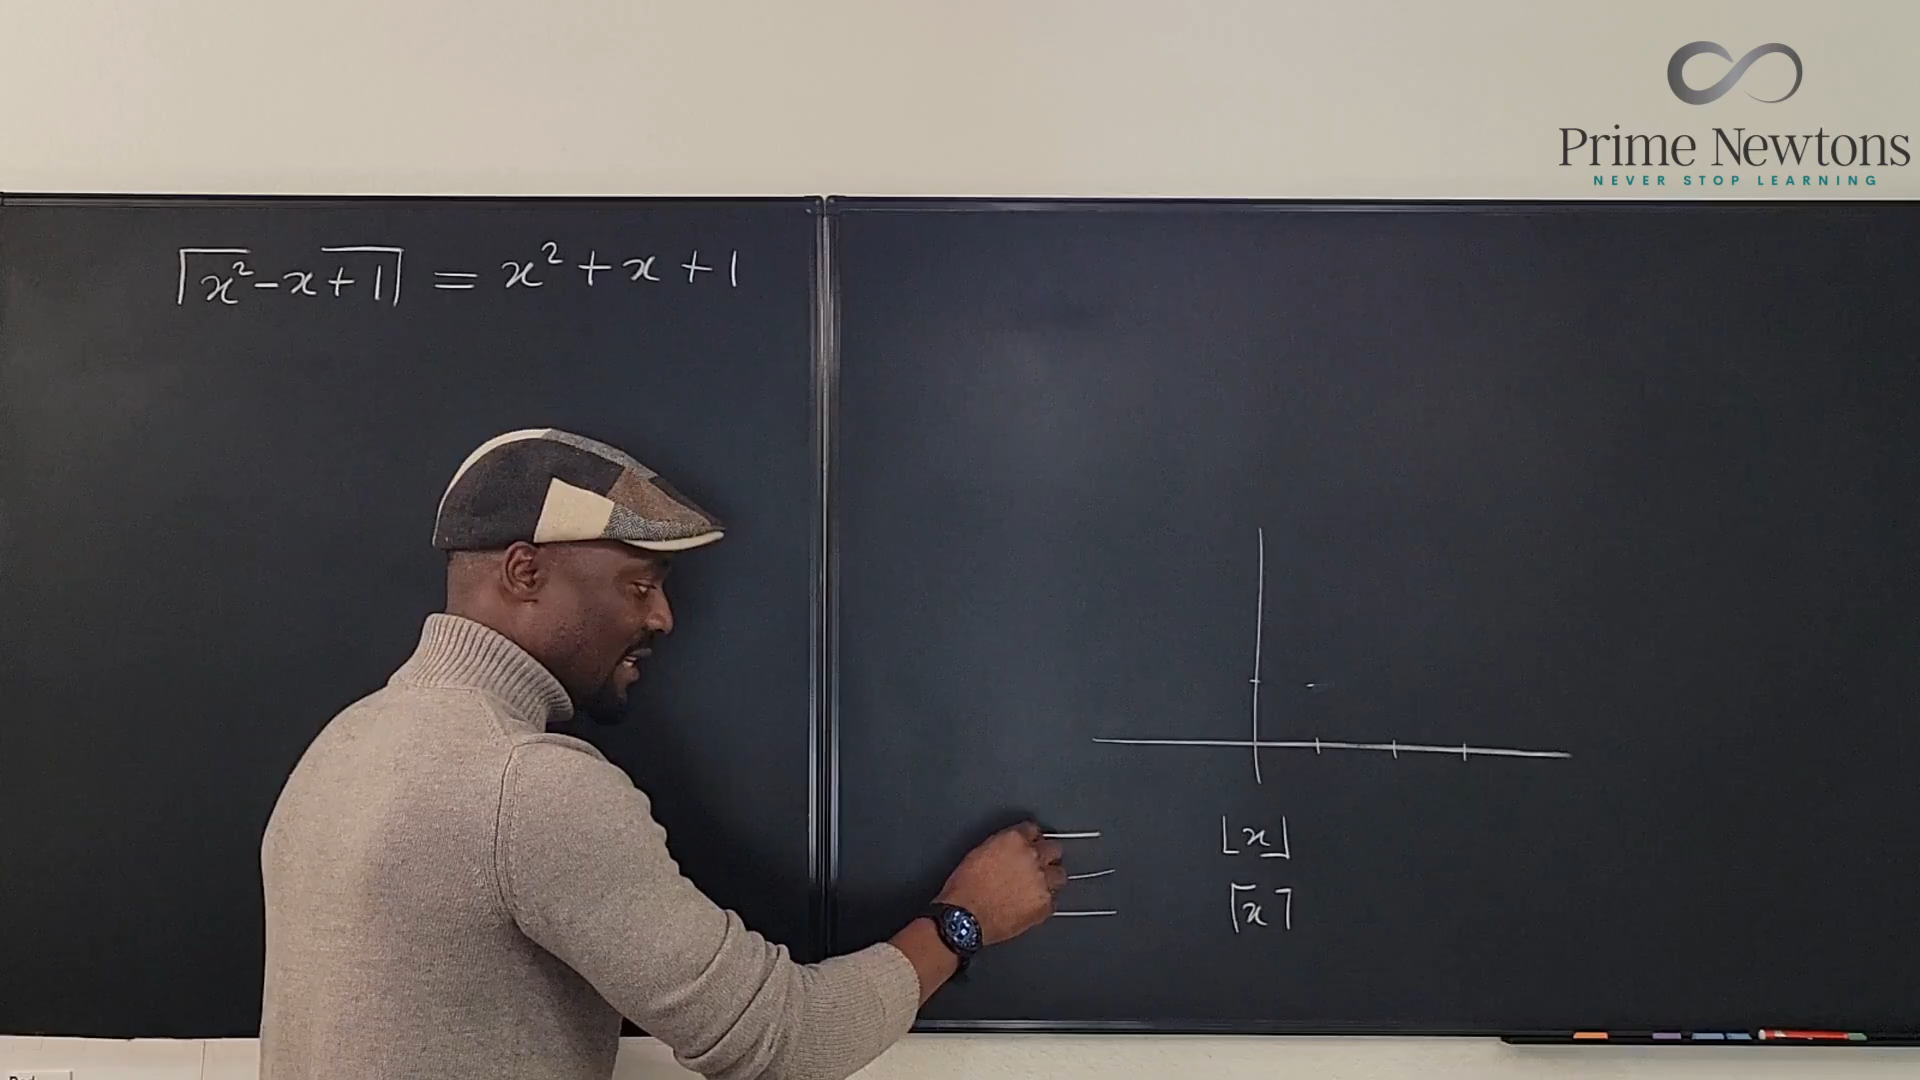 Prime Newtons
NEVER STOP LEARNING
⌈x²-x+1⌉ = x²+x+1
⌊x⌋
⌈x⌉